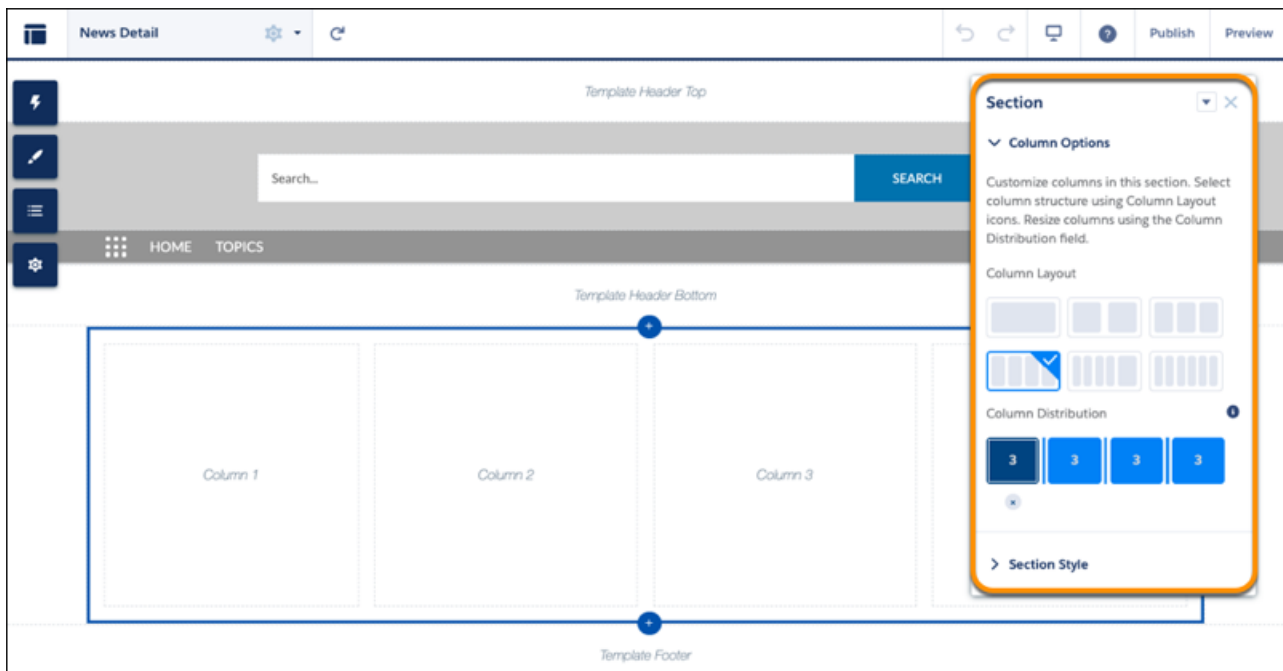 News Detail
?
Publish
Preview
Template Header Top
Search...
SEARCH
HOME
TOPICS
Template Header Bottom
Column 1
Column 2
Column 3
Template Footer
Section
Column Options
Customize columns in this section. Select
column structure using Column Layout
icons. Resize columns using the Column
Distribution field.
Column Layout
Column Distribution
3
3
3
3
Section Style